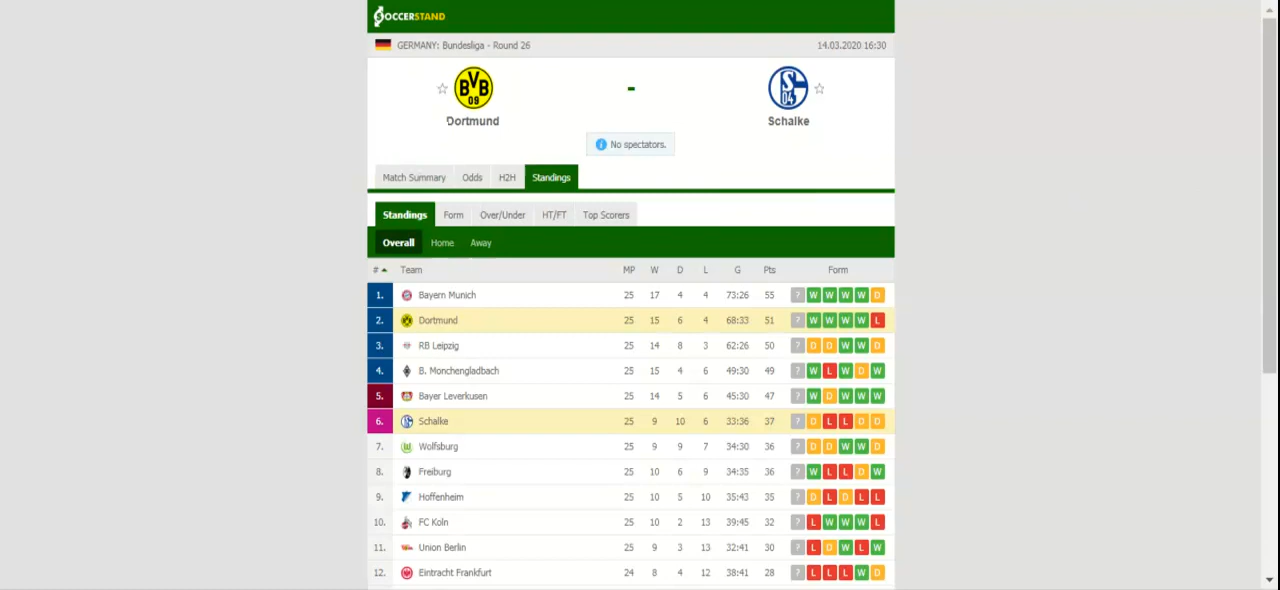 SOCCERSTAND
GERMANY: Bundesliga - Round 26 14.03.2020 16:30
BVB 09 - S 04
Dortmund Schalke
i No spectators.
Match Summary Odds H2H Standings
Standings Form Over/Under HT/FT Top Scorers
Overall Home Away
# Team MP W D L G Pts Form
1. Bayern Munich 25 17 4 4 73:26 55 ? W W W W D
2. Dortmund 25 15 6 4 68:33 51 ? W W W W L
3. RB Leipzig 25 14 8 3 62:26 50 ? D D W W D
4. B. Monchengladbach 25 15 4 6 49:30 49 ? W L W D W
5. Bayer Leverkusen 25 14 5 6 45:30 47 ? W D W W W
6. Schalke 25 9 10 6 33:36 37 ? D L L D D
7. Wolfsburg 25 9 9 7 34:30 36 ? D D W W D
8. Freiburg 25 10 6 9 34:35 36 ? W L L D W
9. Hoffenheim 25 10 5 10 35:43 35 ? D L D L L
10. FC Koln 25 10 2 13 39:45 32 ? L W W W L
11. Union Berlin 25 9 3 13 32:41 30 ? L D W L W
12. Eintracht Frankfurt 24 8 4 12 38:41 28 ? L L L W D